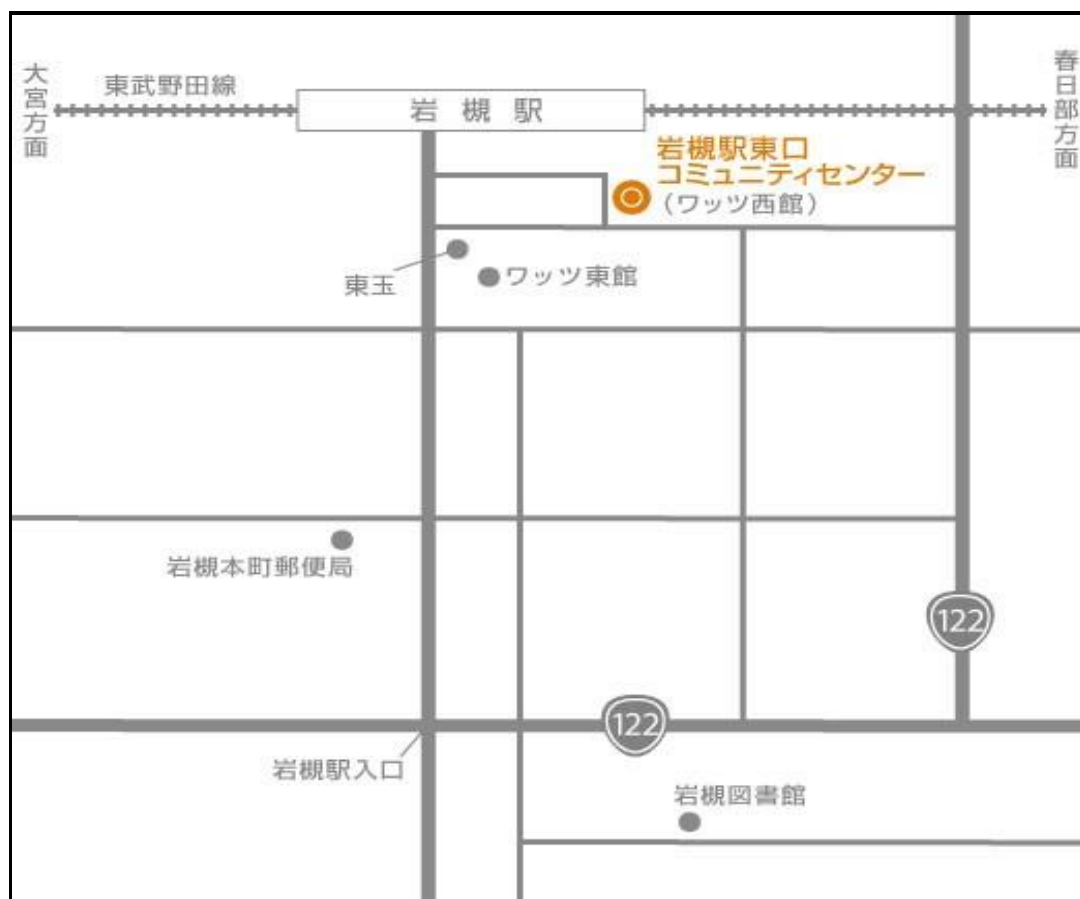 大宮方面
東武野田線
岩槻駅
春日部方面
岩槻駅東口
コミュニティセンター
（ワッツ西館）
東玉
ワッツ東館
岩槻本町郵便局
122
122
岩槻駅入口
岩槻図書館